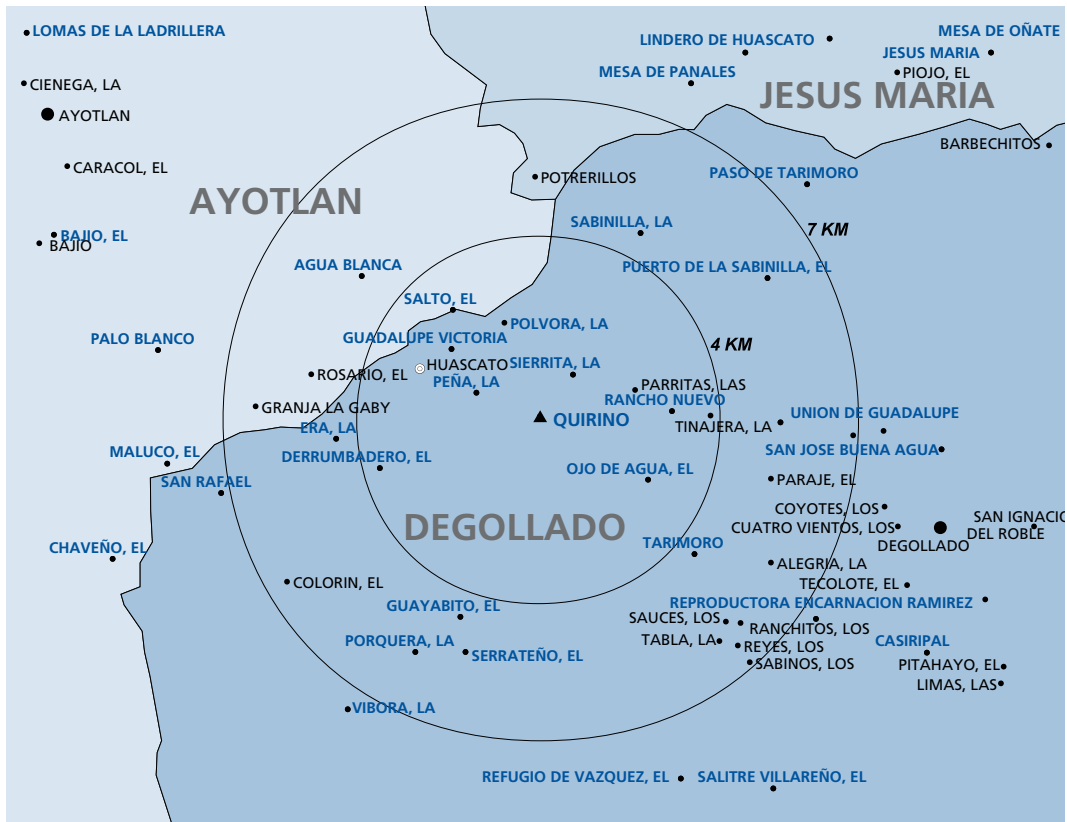 LOMAS DE LA LADRILLERA
MESA DE OÑATE
LINDERO DE HUASCATO
JESUS MARIA
MESA DE PANALES
PIOJO, EL
CIENEGA, LA
JESUS MARIA
AYOTLAN
BARBECHITOS
CARACOL, EL
PASO DE TARIMORO
POTRERILLOS
AYOTLAN
SABINILLA, LA
7 KM
BAJIO, EL
BAJIO
AGUA BLANCA
PUERTO DE LA SABINILLA, EL
SALTO, EL
POLVORA, LA
PALO BLANCO
GUADALUPE VICTORIA
4 KM
HUASCATO
SIERRITA, LA
ROSARIO, EL
PEÑA, LA
PARRITAS, LAS
RANCHO NUEVO
GRANJA LA GABY
UNION DE GUADALUPE
QUIRINO
TINAJERA, LA
ERA, LA
MALUCO, EL
SAN JOSE BUENA AGUA
DERRUMBADERO, EL
OJO DE AGUA, EL
SAN RAFAEL
PARAJE, EL
COYOTES, LOS
DEGOLLADO
CUATRO VIENTOS, LOS
SAN IGNACIO
DEL ROBLE
DEGOLLADO
CHAVEÑO, EL
TARIMORO
ALEGRIA, LA
COLORIN, EL
TECOLOTE, EL
GUAYABITO, EL
REPRODUCTORA ENCARNACION RAMIREZ
SAUCES, LOS
RANCHITOS, LOS
PORQUERA, LA
TABLA, LA
REYES, LOS
CASIRIPAL
SERRATEÑO, EL
SABINOS, LOS
PITAHAYO, EL
LIMAS, LAS
VIBORA, LA
REFUGIO DE VAZQUEZ, EL
SALITRE VILLAREÑO, EL